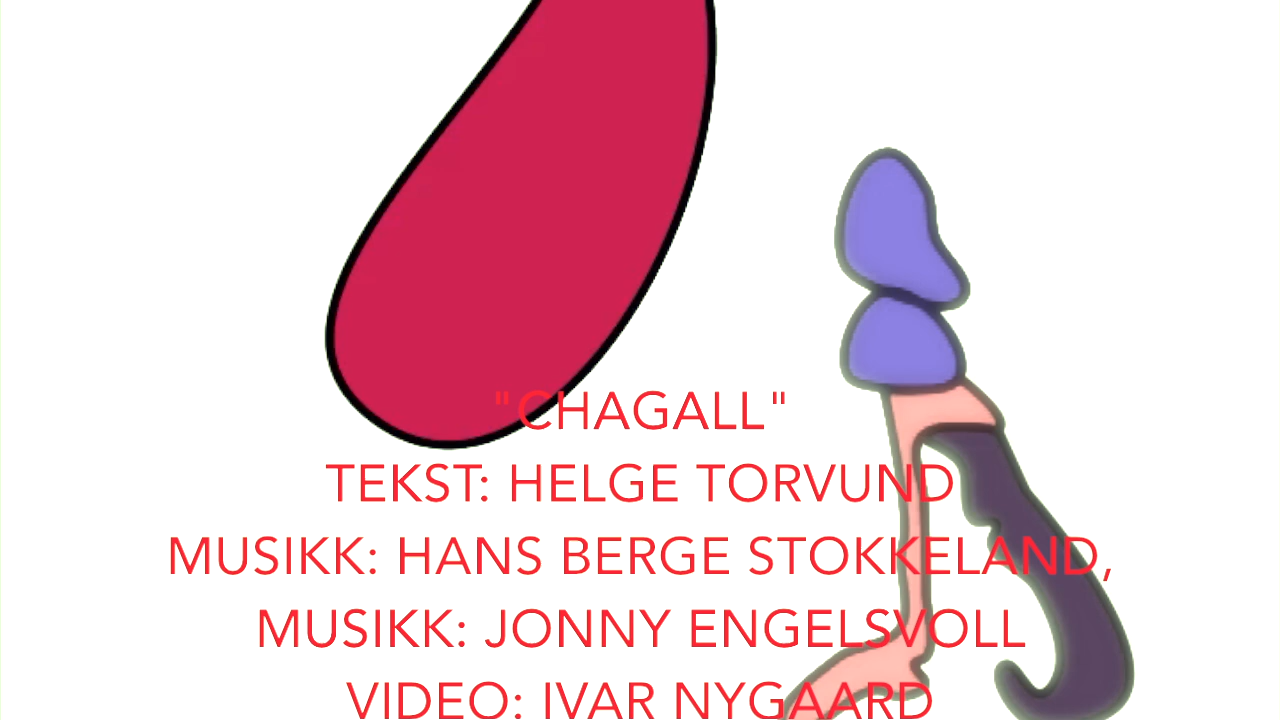 "CHAGALL"
TEKST: HELGE TORVUND
MUSIKK: HANS BERGE STOKKELAND,
MUSIKK: JONNY ENGELSVOLL
VIDEO: IVAR NYGAARD